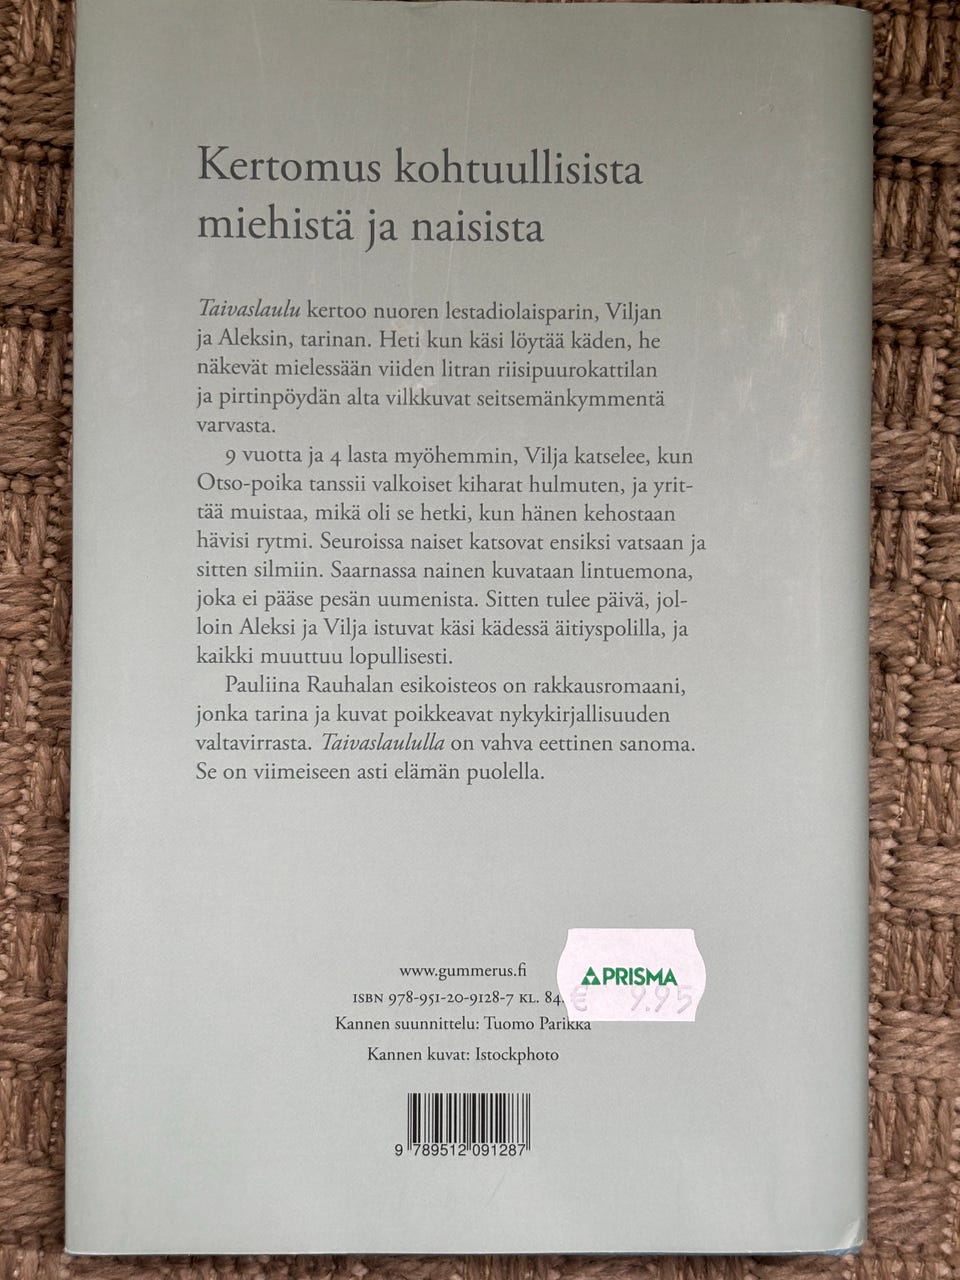 Kertomus kohtuullisista
miehistä ja naisista
Taivaslaulu kertoo nuoren lestadiolaisparin, Viljan
ja Aleksin, tarinan. Heti kun käsi löytää käden, he
näkevät mielessään viiden litran riisipuurokattilan
ja pirtinpöydän alta vilkkuvat seitsemänkymmentä
varvasta.
9 vuotta ja 4 lasta myöhemmin, Vilja katselee, kun
Otso-poika tanssii valkoiset kiharat hulmuten, ja yrit-
tää muistaa, mikä oli se hetki, kun hänen kehostaan
hävisi rytmi. Seuroissa naiset katsovat ensiksi vatsaan ja
sitten silmiin. Saarnassa nainen kuvataan lintuemona,
joka ei pääse pesän uumenista. Sitten tulee päivä, jol-
loin Aleksi ja Vilja istuvat käsi kädessä äitiyspolilla, ja
kaikki muuttuu lopullisesti.
Pauliina Rauhalan esikoisteos on rakkausromaani,
jonka tarina ja kuvat poikkeavat nykykirjallisuuden
valtavirrasta. Taivaslaululla on vahva eettinen sanoma.
Se on viimeiseen asti elämän puolella.
www.gummerus.fi
ISBN 978-951-20-9128-7 KL. 84.
Kannen suunnittelu: Tuomo Parikka
Kannen kuvat: Istockphoto
PRISMA
€ 9.95
9 789512 091287